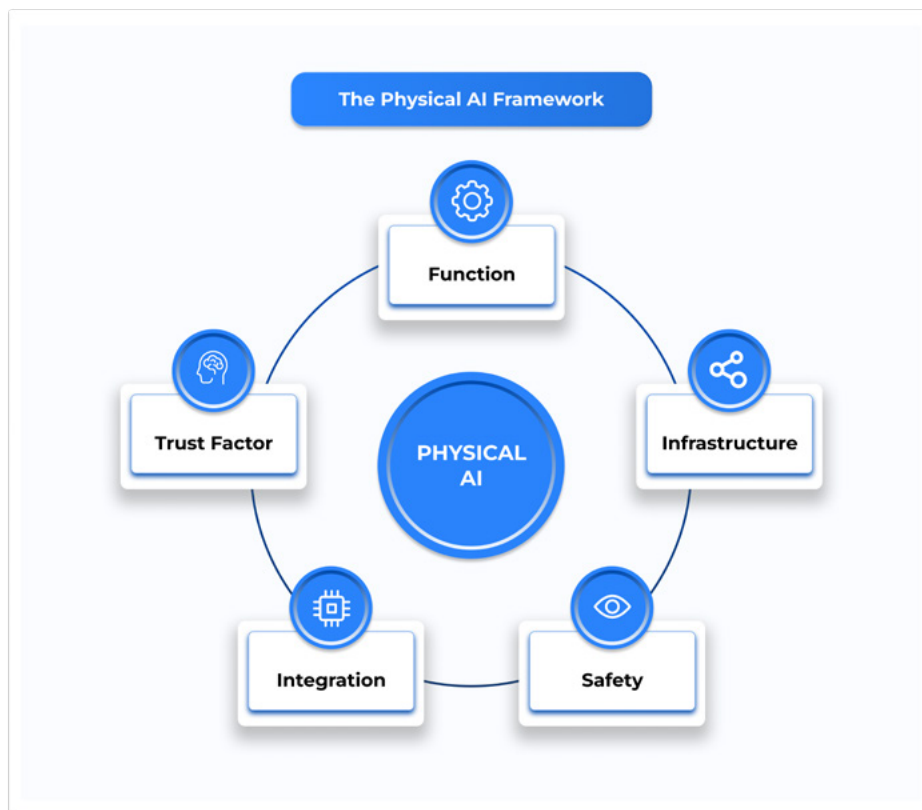 The Physical AI Framework
Function
Trust Factor
Infrastructure
PHYSICAL
AI
Integration
Safety